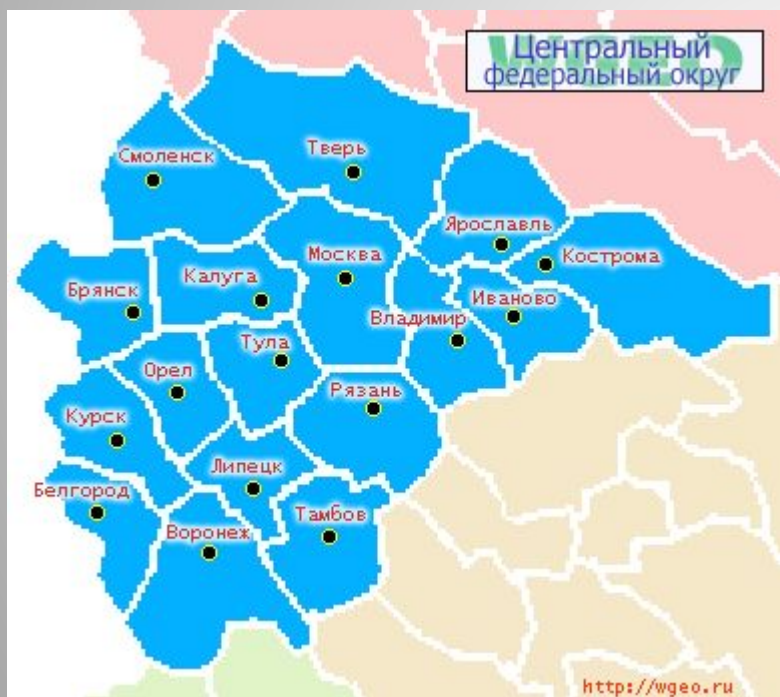 WGEO
Центральный
федеральный округ
Смоленск
Тверь
Ярославль
Кострома
Москва
Калуга
Брянск
Иваново
Владимир
Тула
Орел
Рязань
Курск
Липецк
Белгород
Тамбов
Воронеж
http://wgeo.ru